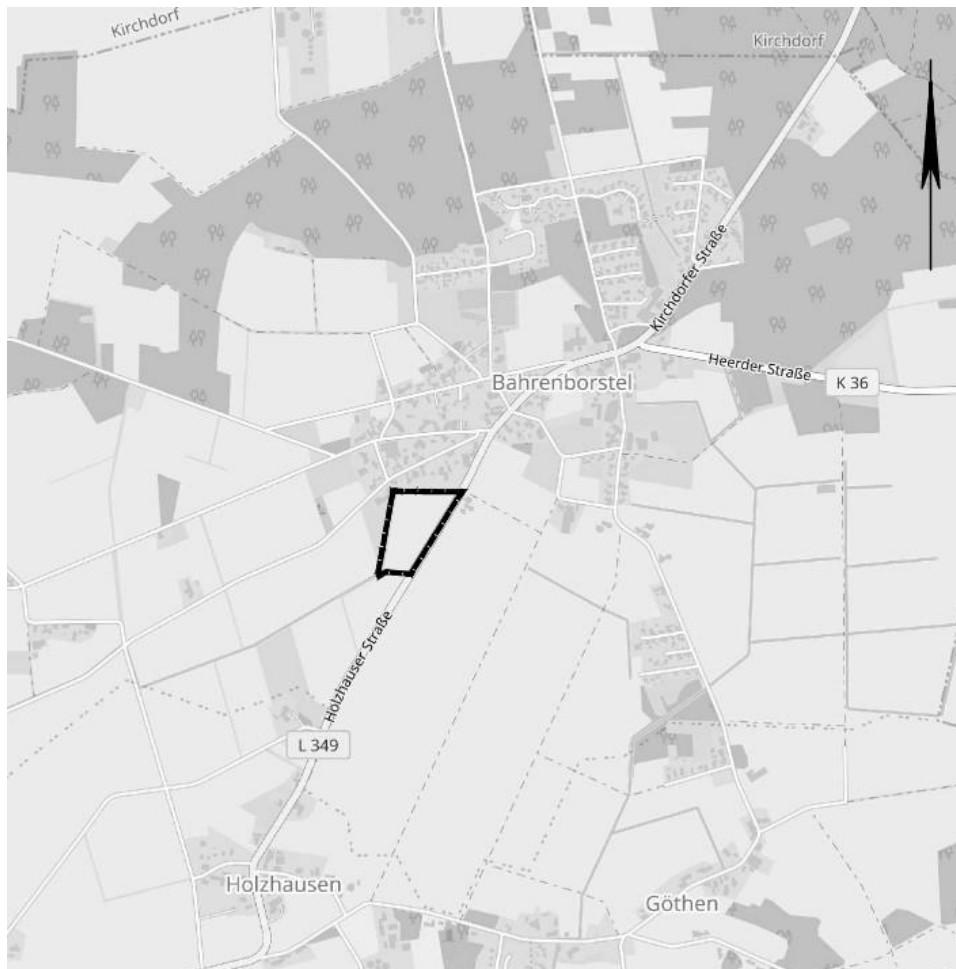 Kirchdorf
Kirchdorf
Kirchdorfer Straße
Heerder Straße
K 36
Bahrenborstel
Holzhauser Straße
L 349
Holzhausen
Göthen